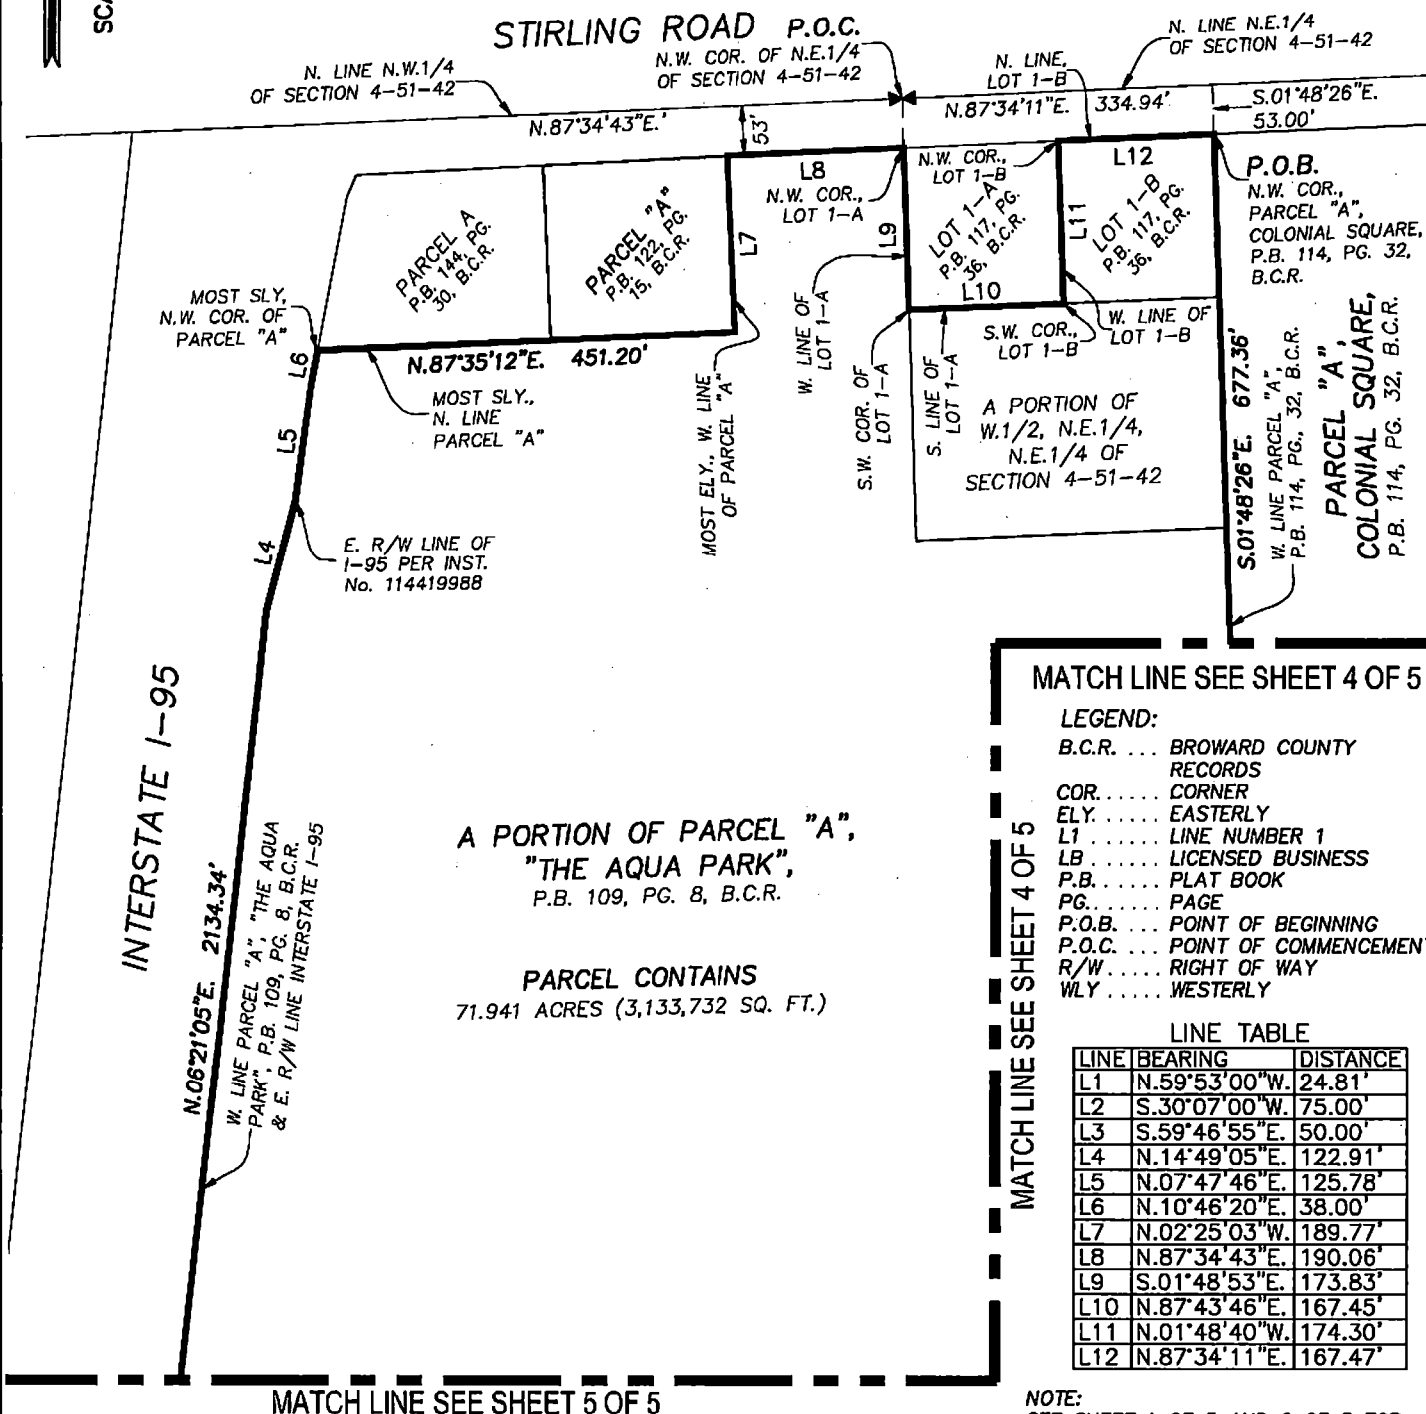 SCA
STIRLING ROAD
P.O.C.
N.W. COR. OF N.E.1/4
OF SECTION 4-51-42
N. LINE N.E.1/4
OF SECTION 4-51-42
N. LINE N.W.1/4
OF SECTION 4-51-42
N. LINE,
LOT 1-B
N.87°34'43"E.
53'
N.87°34'11"E. 334.94'
S.01°48'26"E.
53.00'
L8
N.W. COR.,
LOT 1-A
N.W. COR.,
LOT 1-B
L12
P.O.B.
N.W. COR.,
PARCEL "A",
COLONIAL SQUARE,
P.B. 114, PG. 32,
B.C.R.
PARCEL A
P.B. 144, PG.
30, B.C.R.
PARCEL "A"
P.B. 122, PG.
15, B.C.R.
L7
L9
LOT 1-A
P.B. 117, PG.
36, B.C.R.
L11
LOT 1-B
P.B. 117, PG.
36, B.C.R.
L10
MOST SLY,
N.W. COR. OF
PARCEL "A"
L6
N.87°35'12"E. 451.20'
MOST SLY.,
N. LINE
PARCEL "A"
W. LINE OF
LOT 1-A
S.W. COR.,
LOT 1-B
W. LINE OF
LOT 1-B
MOST ELY., W. LINE
OF PARCEL "A"
S.W. COR. OF
LOT 1-A
S. LINE OF
LOT 1-A
A PORTION OF
W.1/2, N.E.1/4,
N.E.1/4 OF
SECTION 4-51-42
S.01°48'26"E. 677.36'
W. LINE PARCEL "A",
P.B. 114, PG., 32, B.C.R.
PARCEL "A",
COLONIAL SQUARE,
P.B. 114, PG. 32, B.C.R.
L5
L4
E. R/W LINE OF
I-95 PER INST.
No. 114419988
INTERSTATE I-95
N.06°21'05"E. 2134.34'
W. LINE PARCEL "A", "THE AQUA
PARK", P.B. 109, PG. 8, B.C.R.
& E. R/W LINE INTERSTATE I-95
A PORTION OF PARCEL "A",
"THE AQUA PARK",
P.B. 109, PG. 8, B.C.R.
PARCEL CONTAINS
71.941 ACRES (3,133,732 SQ. FT.)
MATCH LINE SEE SHEET 4 OF 5
MATCH LINE SEE SHEET 4 OF 5
LEGEND:
B.C.R. ... BROWARD COUNTY
RECORDS
COR...... CORNER
ELY...... EASTERLY
L1 ...... LINE NUMBER 1
LB ...... LICENSED BUSINESS
P.B...... PLAT BOOK
PG....... PAGE
P.O.B. ... POINT OF BEGINNING
P.O.C. ... POINT OF COMMENCEMENT
R/W..... RIGHT OF WAY
WLY ..... WESTERLY
LINE TABLE
LINE BEARING DISTANCE
L1 N.59°53'00"W. 24.81'
L2 S.30°07'00"W. 75.00'
L3 S.59°46'55"E. 50.00'
L4 N.14°49'05"E. 122.91'
L5 N.07°47'46"E. 125.78'
L6 N.10°46'20"E. 38.00'
L7 N.02°25'03"W. 189.77'
L8 N.87°34'43"E. 190.06'
L9 S.01°48'53"E. 173.83'
L10 N.87°43'46"E. 167.45'
L11 N.01°48'40"W. 174.30'
L12 N.87°34'11"E. 167.47'
MATCH LINE SEE SHEET 5 OF 5
NOTE: